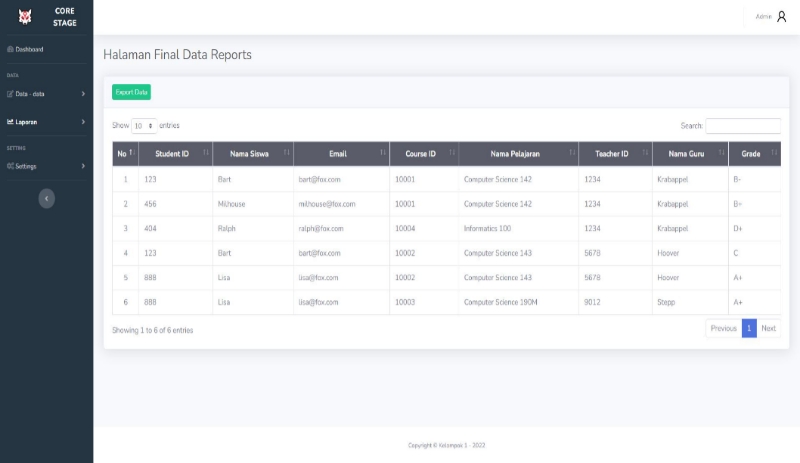 CORE
STAGE
Admin
Dashboard
Halaman Final Data Reports
DATA
Data - data
Export Data
Laporan
Show 10 entries
Search:
SETTING
Settings
No Student ID Nama Siswa Email Course ID Nama Pelajaran Teacher ID Nama Guru Grade
1 123 Bart bart@fox.com 10001 Computer Science 142 1234 Krabappel B-
2 456 Milhouse milhouse@fox.com 10001 Computer Science 142 1234 Krabappel B+
3 404 Ralph ralph@fox.com 10004 Informatics 100 1234 Krabappel D+
4 123 Bart bart@fox.com 10002 Computer Science 143 5678 Hoover C
5 888 Lisa lisa@fox.com 10002 Computer Science 143 5678 Hoover A+
6 888 Lisa lisa@fox.com 10003 Computer Science 190M 9012 Stepp A+
Showing 1 to 6 of 6 entries
Previous 1 Next
Copyright © Kelompok 1 - 2022